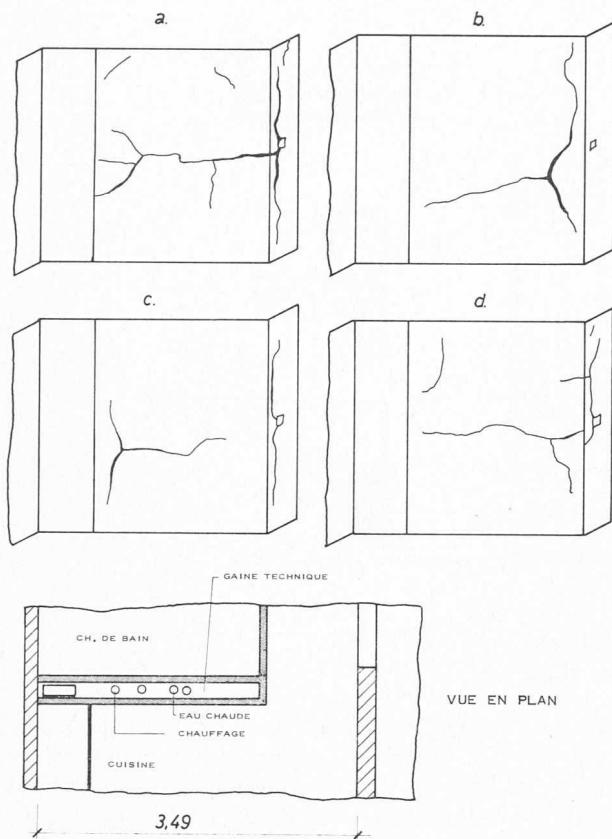 a.
b.
c.
d.
GAINE TECHNIQUE
CH. DE BAIN
EAU CHAUDE
CHAUFFAGE
VUE EN PLAN
CUISINE
3,49